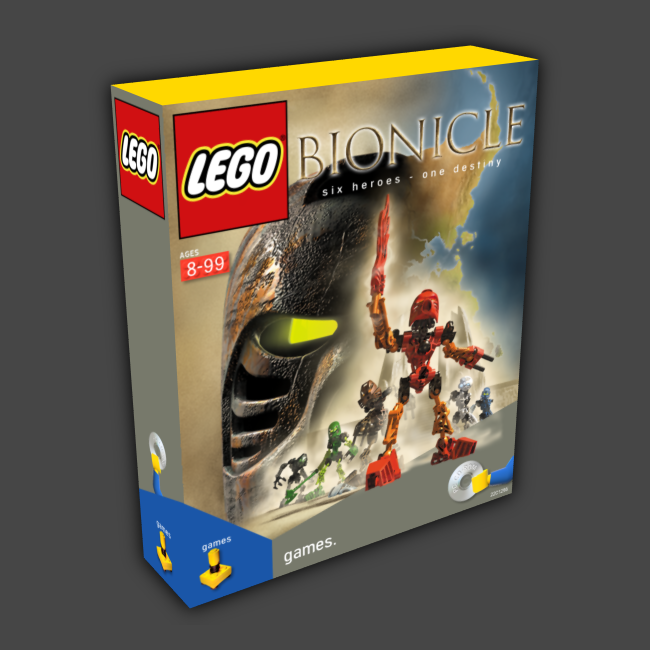 LEGO
LEGO
BIONICLE
six heroes - one destiny
AGES
8-99
games
games
games.